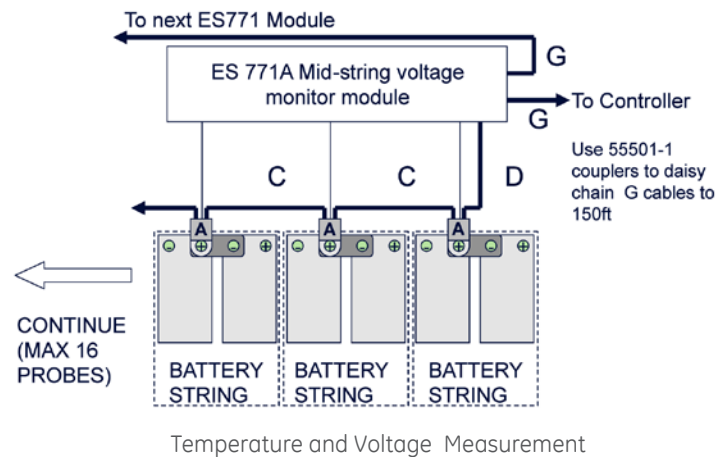 To next ES771 Module
G
ES 771A Mid-string voltage
monitor module
To Controller
G
Use 55501-1
couplers to daisy
chain G cables to
150ft
C C D
A A A
⊖ ⊕ ⊖ ⊕ ⊖ ⊕ ⊖ ⊕ ⊖ ⊕ ⊖ ⊕
CONTINUE
(MAX 16
PROBES)
BATTERY
STRING
BATTERY
STRING
BATTERY
STRING
Temperature and Voltage Measurement